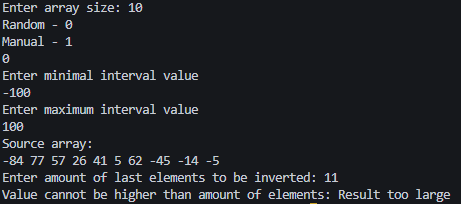 Enter array size: 10
Random - 0
Manual - 1
0
Enter minimal interval value
-100
Enter maximum interval value
100
Source array:
-84 77 57 26 41 5 62 -45 -14 -5
Enter amount of last elements to be inverted: 11
Value cannot be higher than amount of elements: Result too large